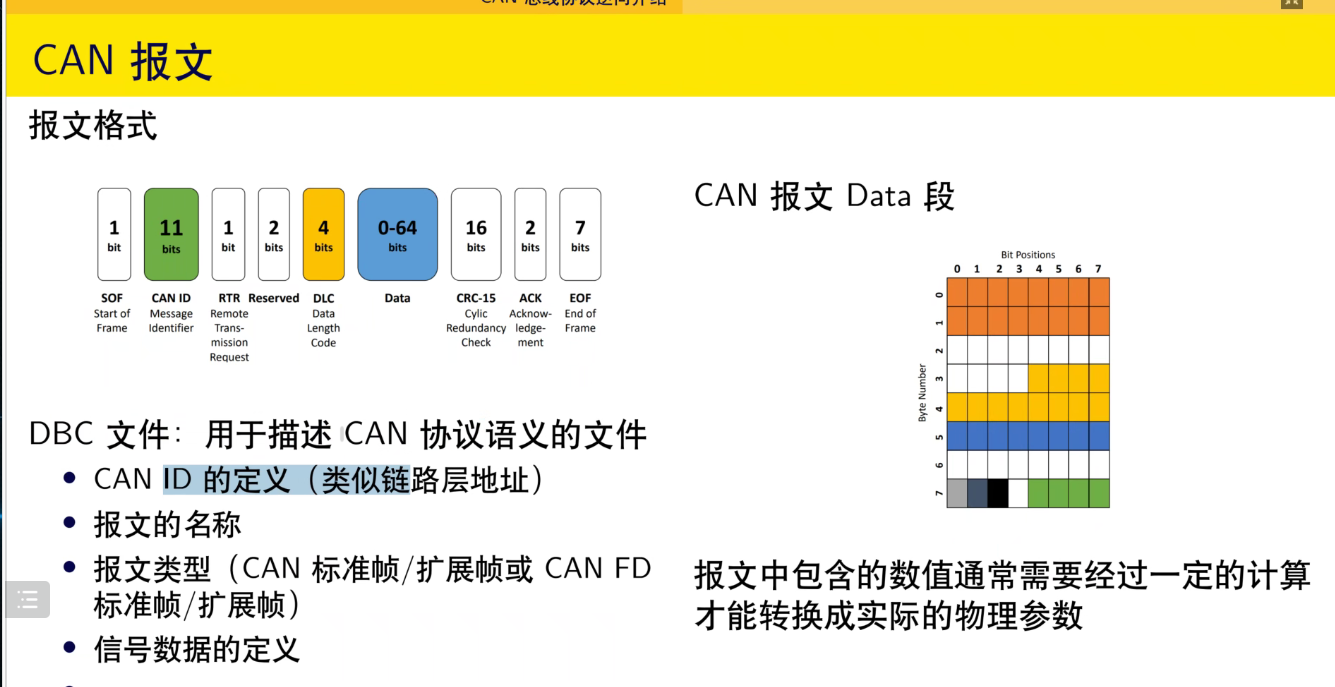 CAN 总线协议逆向介绍
CAN 报文
报文格式
1 11 1 2 4 0-64 16 2 7
bit bits bit bits bits bits bits bits bits
SOF CAN ID RTR Reserved DLC Data CRC-15 ACK EOF
Start of Message Remote Data Cylic Acknow- End of
Frame Identifier Trans- Length Redundancy ledge- Frame
mission Code Check ment
Request
DBC 文件：用于描述 CAN 协议语义的文件
CAN ID 的定义（类似链路层地址）
报文的名称
报文类型（CAN 标准帧/扩展帧或 CAN FD
标准帧/扩展帧）
信号数据的定义
CAN 报文 Data 段
Bit Positions
0 1 2 3 4 5 6 7
Byte Number
0
1
2
3
4
5
6
7
报文中包含的数值通常需要经过一定的计算
才能转换成实际的物理参数